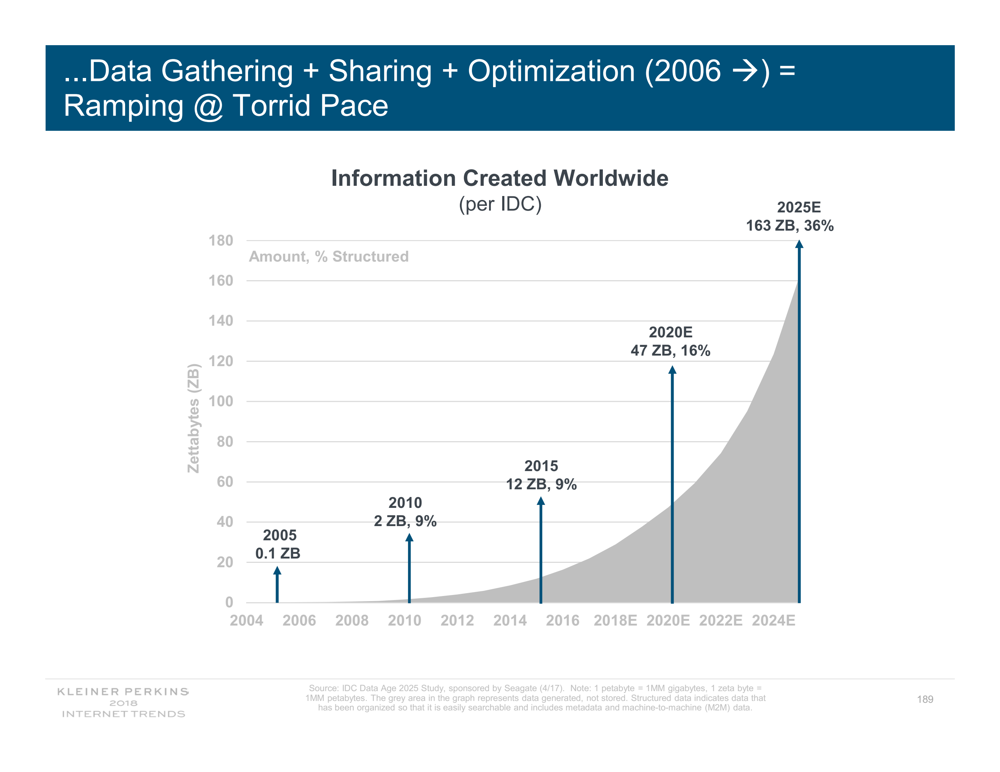 ...Data Gathering + Sharing + Optimization (2006 →) =
Ramping @ Torrid Pace
Information Created Worldwide
(per IDC)
2025E
163 ZB, 36%
180
Amount, % Structured
160
140
2020E
47 ZB, 16%
120
Zettabytes (ZB)
100
80
2015
60
12 ZB, 9%
2010
40
2 ZB, 9%
2005
0.1 ZB
20
0
2004 2006 2008 2010 2012 2014 2016 2018E 2020E 2022E 2024E
KLEINER PERKINS
2018
INTERNET TRENDS
Source: IDC Data Age 2025 Study, sponsored by Seagate (4/17). Note: 1 petabyte = 1MM gigabytes, 1 zeta byte =
1MM petabytes. The grey area in the graph represents data generated, not stored. Structured data indicates data that
has been organized so that it is easily searchable and includes metadata and machine-to-machine (M2M) data.
189